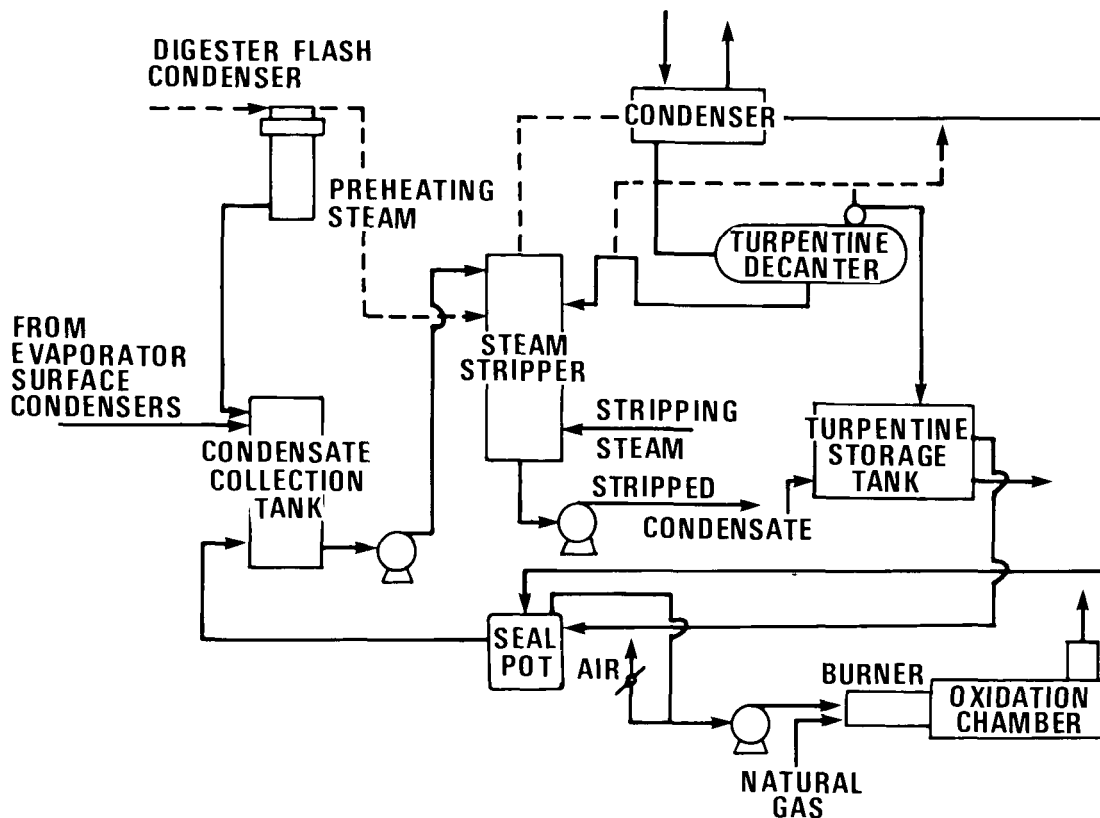 DIGESTER FLASH
CONDENSER
CONDENSER
PREHEATING
STEAM
TURPENTINE
DECANTER
FROM
EVAPORATOR
SURFACE
CONDENSERS
STEAM
STRIPPER
CONDENSATE
COLLECTION
TANK
STRIPPING
STEAM
TURPENTINE
STORAGE
TANK
STRIPPED
CONDENSATE
SEAL
POT
AIR
BURNER
OXIDATION
CHAMBER
NATURAL
GAS